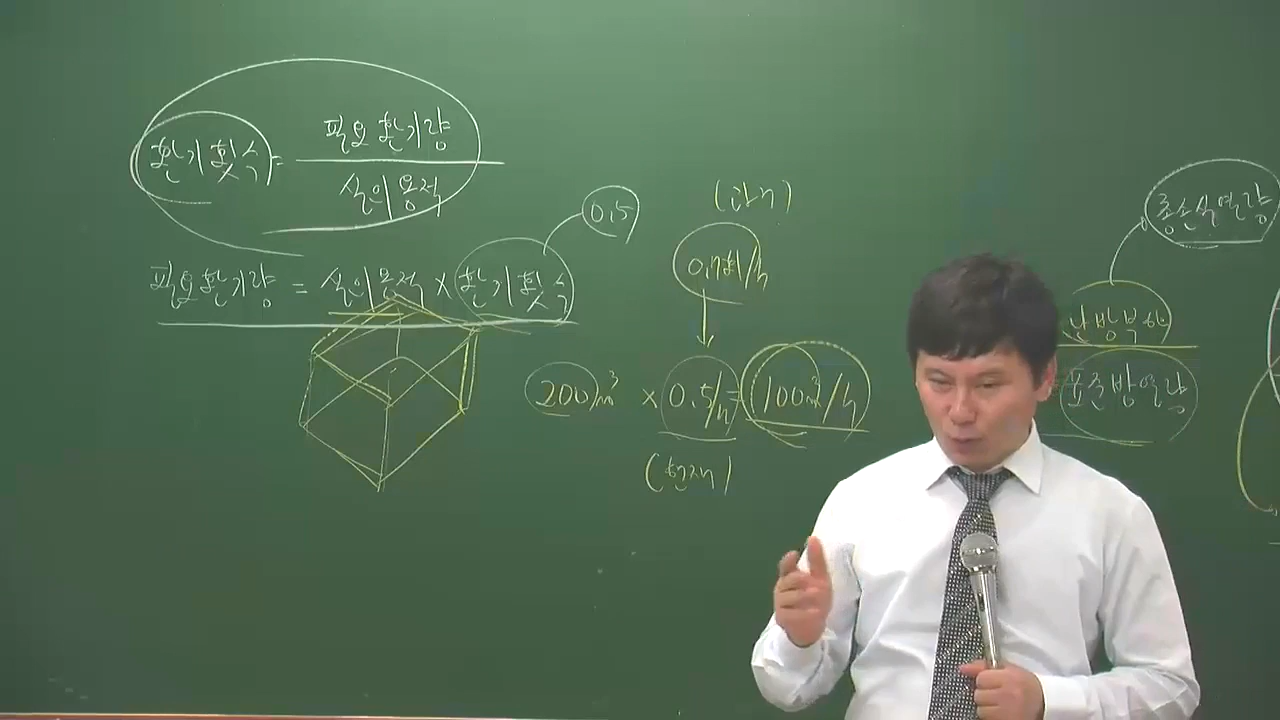 환기횟수 = 필요환기량
실의용적
0.5
필요환기량 = 실의용적 × 환기횟수
(과거)
0.7회/h
200m³ × 0.5/h = 100m³/h
(현재)
총손실열량
난방부하
표준방열량